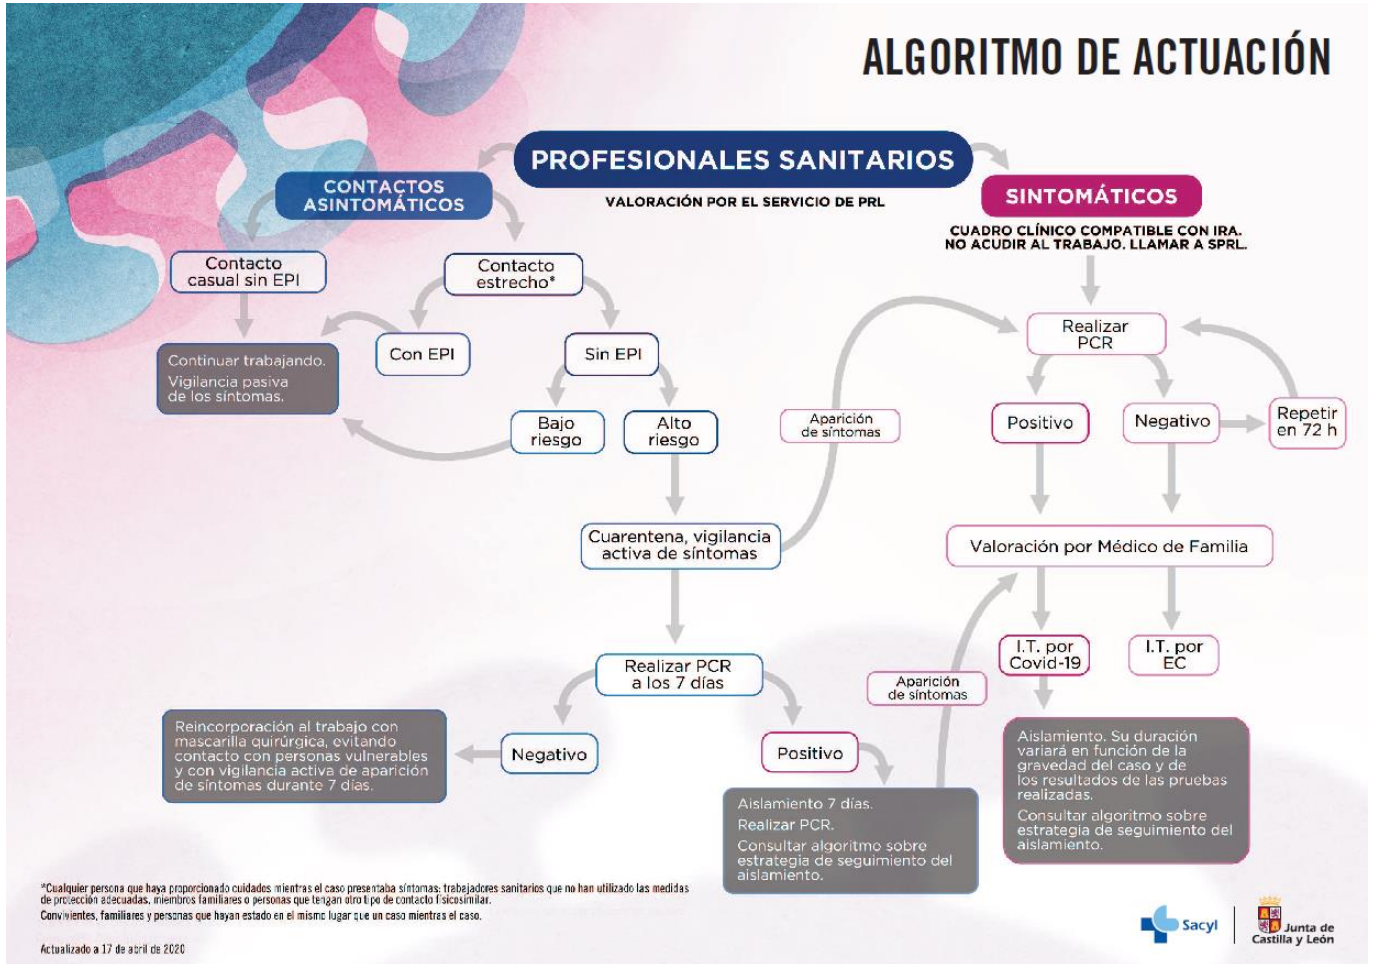 ALGORITMO DE ACTUACIÓN
PROFESIONALES SANITARIOS
VALORACIÓN POR EL SERVICIO DE PRL
CONTACTOS
ASINTOMÁTICOS
SINTOMÁTICOS
CUADRO CLÍNICO COMPATIBLE CON IRA.
NO ACUDIR AL TRABAJO. LLAMAR A SPRL.
Contacto
casual sin EPI
Contacto
estrecho*
Continuar trabajando.
Vigilancia pasiva
de los síntomas.
Con EPI
Sin EPI
Bajo
riesgo
Alto
riesgo
Aparición
de síntomas
Realizar
PCR
Positivo
Negativo
Repetir
en 72 h
Cuarentena, vigilancia
activa de síntomas
Valoración por Médico de Familia
Realizar PCR
a los 7 días
Aparición
de síntomas
I.T. por
Covid-19
I.T. por
EC
Reincorporación al trabajo con
mascarilla quirúrgica, evitando
contacto con personas vulnerables
y con vigilancia activa de aparición
de síntomas durante 7 días.
Negativo
Positivo
Aislamiento 7 días.
Realizar PCR.
Consultar algoritmo sobre
estrategia de seguimiento del
aislamiento.
Aislamiento. Su duración
variará en función de la
gravedad del caso y de
los resultados de las pruebas
realizadas.
Consultar algoritmo sobre
estrategia de seguimiento del
aislamiento.
*Cualquier persona que haya proporcionado cuidados mientras el caso presentaba síntomas: trabajadores sanitarios que no han utilizado las medidas
de protección adecuadas, miembros familiares o personas que tengan otro tipo de contacto físicosimilar.
Convivientes, familiares y personas que hayan estado en el mismo lugar que un caso mientras el caso.
Actualizado a 17 de abril de 2020
Sacyl
Junta de
Castilla y León